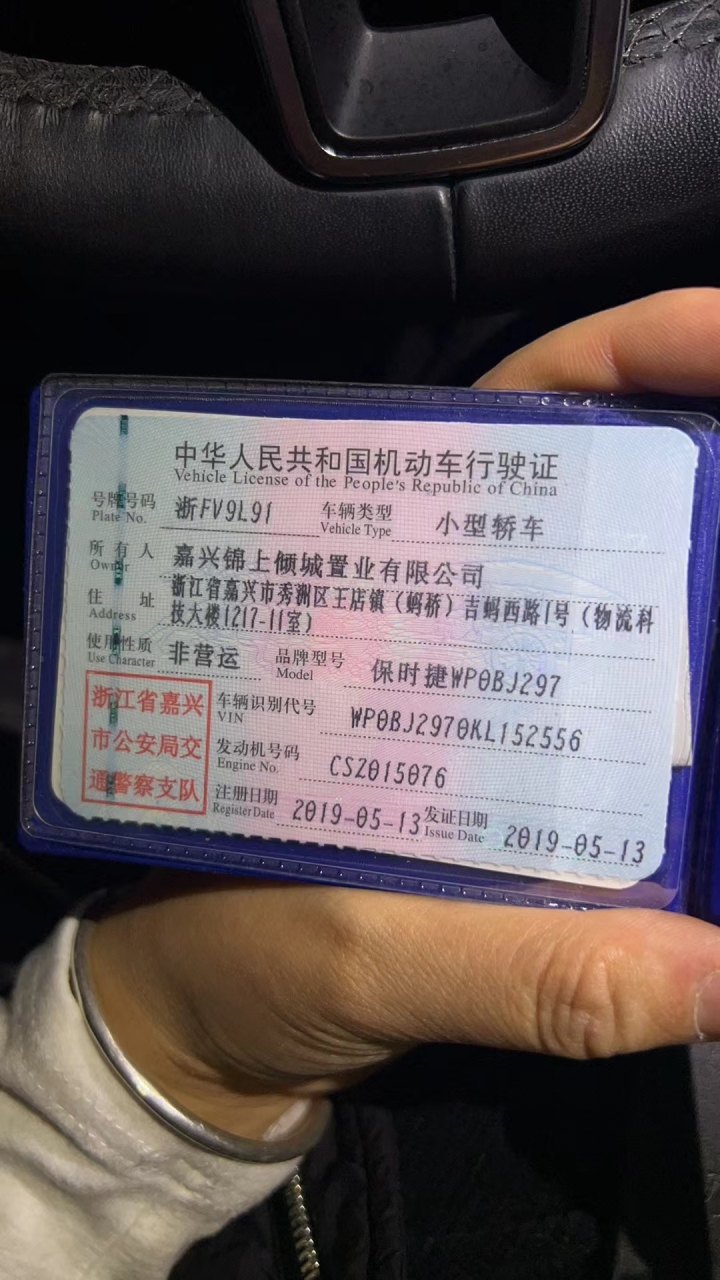 中华人民共和国机动车行驶证
Vehicle License of the People's Republic of China
号牌号码 浙FV9L91 车辆类型 小型轿车
Plate No. Vehicle Type
所有人 嘉兴锦上倾城置业有限公司
Owner
住址 浙江省嘉兴市秀洲区王店镇（蚂桥）吉蚂西路1号（物流科
Address 技大楼1217-11室）
使用性质 非营运 品牌型号 保时捷WP0BJ297
Use Character Model
浙江省嘉兴
市公安局交
通警察支队
车辆识别代号 WP0BJ2970KL152556
VIN
发动机号码 CSZ015076
Engine No.
注册日期 2019-05-13 发证日期 2019-05-13
Register Date Issue Date